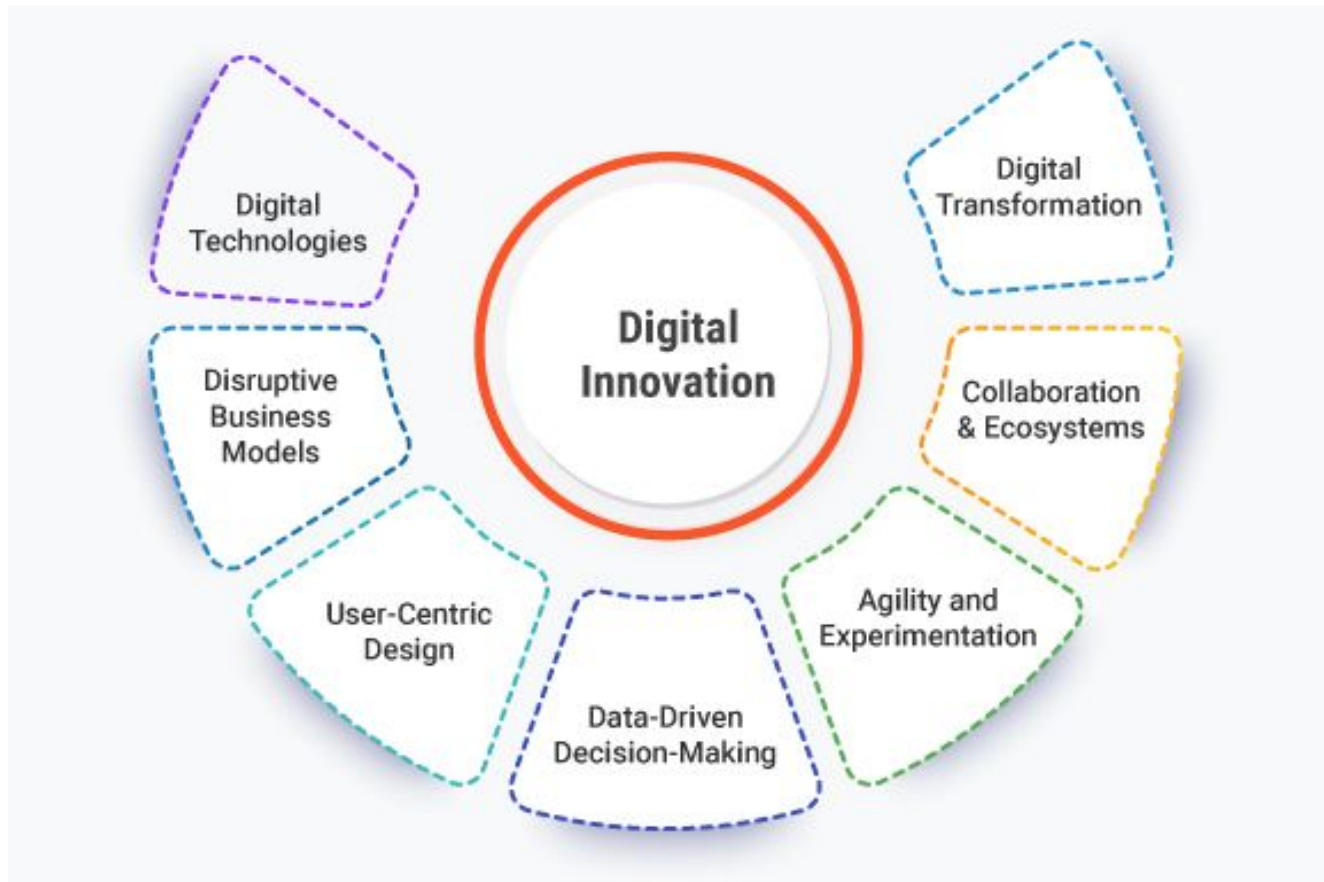 Digital
Innovation
Digital
Technologies
Disruptive
Business
Models
User-Centric
Design
Data-Driven
Decision-Making
Agility and
Experimentation
Collaboration
& Ecosystems
Digital
Transformation